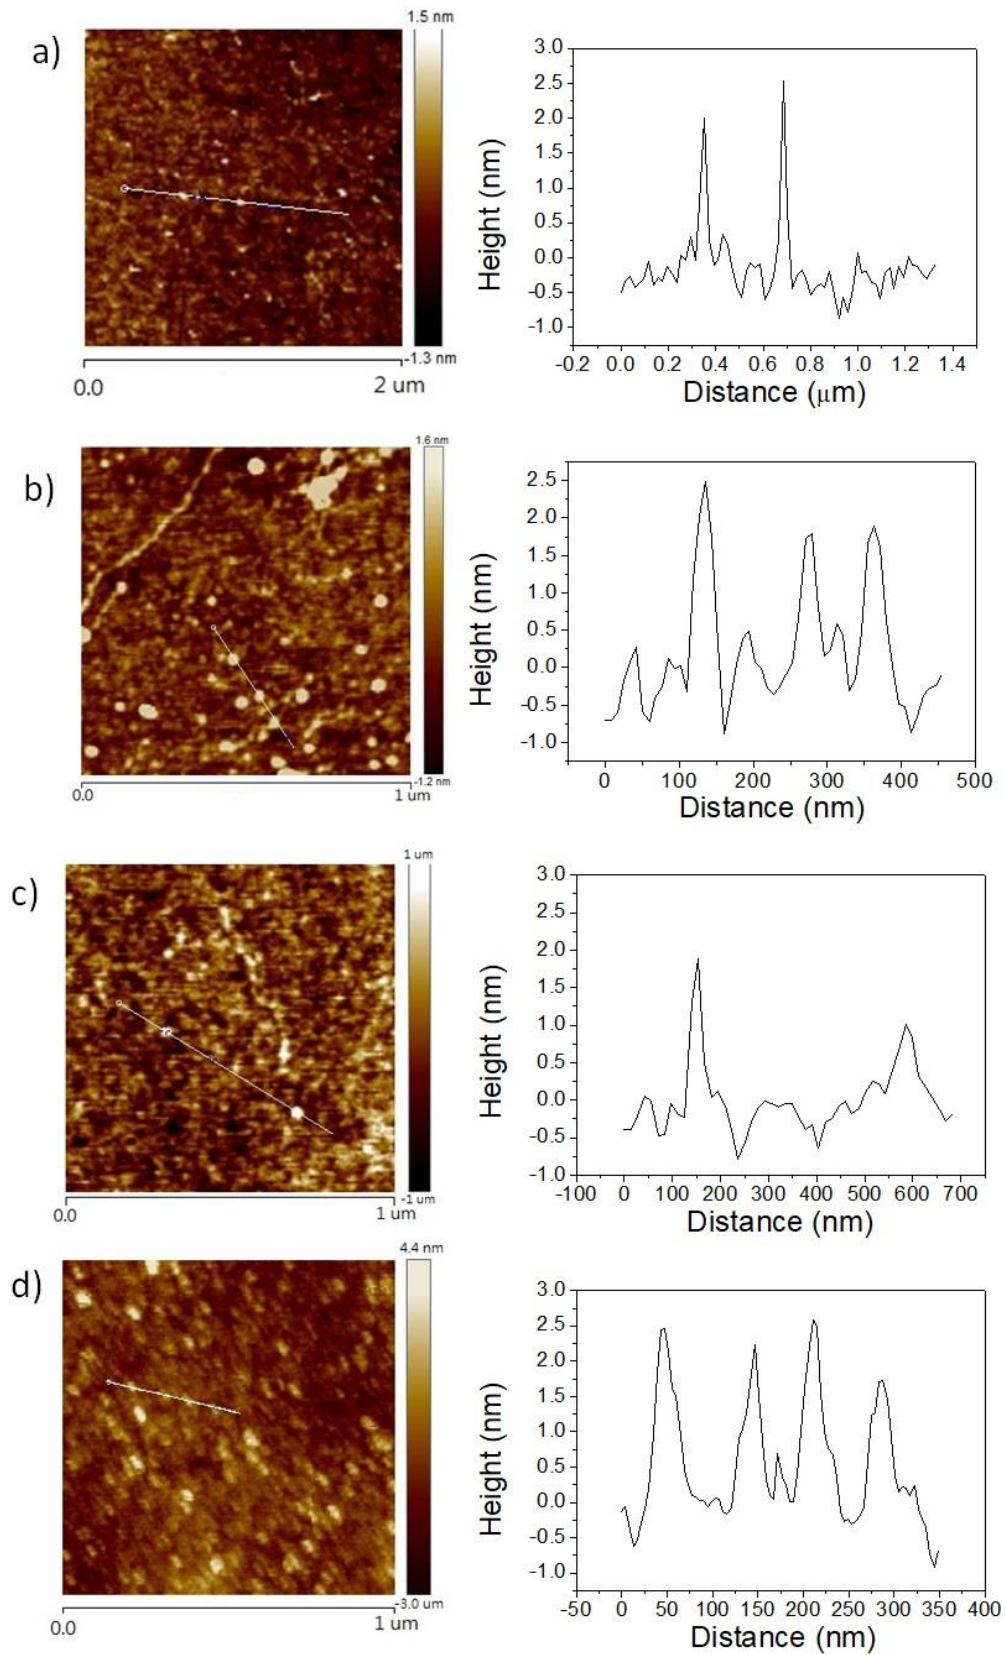 a)
1.5 nm
-1.3 nm
0.0
2 um
Height (nm)
3.0
2.5
2.0
1.5
1.0
0.5
0.0
-0.5
-1.0
-0.2 0.0 0.2 0.4 0.6 0.8 1.0 1.2 1.4
Distance (μm)
b)
1.6 nm
-1.2 nm
0.0
1 um
Height (nm)
2.5
2.0
1.5
1.0
0.5
0.0
-0.5
-1.0
0 100 200 300 400 500
Distance (nm)
c)
1 um
-1 um
0.0
1 um
Height (nm)
3.0
2.5
2.0
1.5
1.0
0.5
0.0
-0.5
-1.0
-100 0 100 200 300 400 500 600 700
Distance (nm)
d)
4.4 nm
-3.0 um
0.0
1 um
Height (nm)
3.0
2.5
2.0
1.5
1.0
0.5
0.0
-0.5
-1.0
-50 0 50 100 150 200 250 300 350 400
Distance (nm)